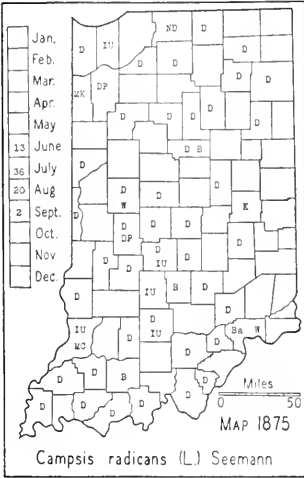 Jan.
Feb.
Mar.
Apr.
May
13 June
36 July
20 Aug
2 Sept.
Oct.
Nov
Dec.
ND D
D IU D
D D
D D
DP
MK
D D
D D D
D B
D
D
W K
D D D D
D
DP
D D
D
IU
IU B D
D D
D
IU D IU Ba W
MC D D
D D B D
D D D D D D
Miles
0 50
MAP 1875
Campsis radicans (L.) Seemann